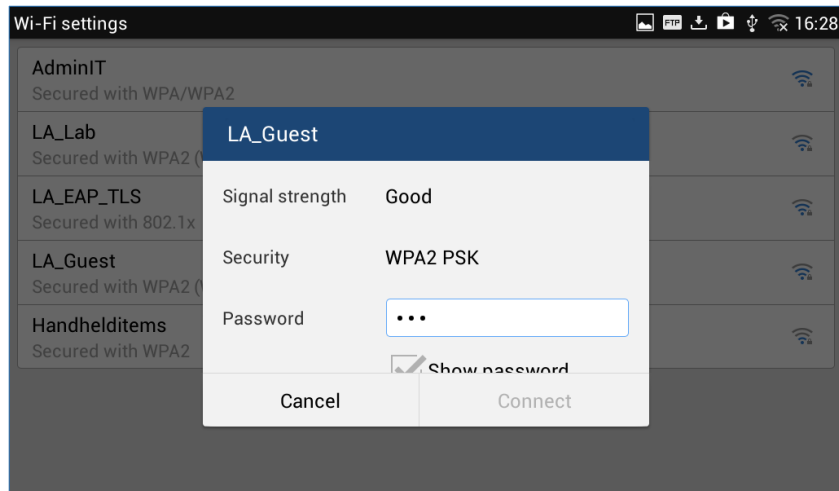 Wi-Fi settings FTP 16:28
AdminIT
Secured with WPA/WPA2
LA_Lab
Secured with WPA2 (
LA_EAP_TLS
Secured with 802.1x
LA_Guest
Secured with WPA2 (
Handhelditems
Secured with WPA2
LA_Guest
Signal strength Good
Security WPA2 PSK
Password •••
Show password
Cancel Connect